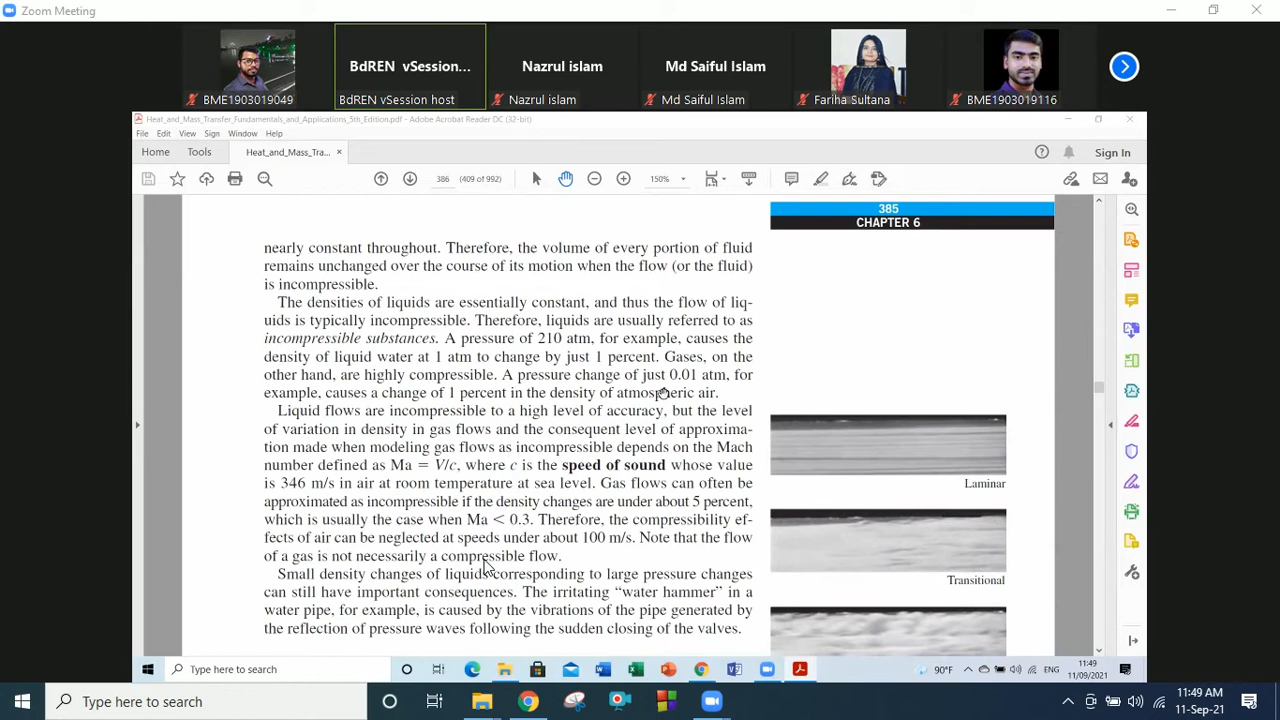 Zoom Meeting
BdREN vSession...
Nazrul islam
Md Saiful Islam
BME1903019049
BdREN vSession host
Nazrul islam
Md Saiful Islam
Fariha Sultana
BME1903019116
Heat_and_Mass_Transfer_Fundamentals_and_Applications_5th_Edition.pdf - Adobe Acrobat Reader DC (32-bit)
File Edit View Sign Window Help
Home Tools Heat_and_Mass_Tra... × Sign In
386 (409 of 992) 150%
385
CHAPTER 6
nearly constant throughout. Therefore, the volume of every portion of fluid
remains unchanged over the course of its motion when the flow (or the fluid)
is incompressible.
The densities of liquids are essentially constant, and thus the flow of liq-
uids is typically incompressible. Therefore, liquids are usually referred to as
incompressible substances. A pressure of 210 atm, for example, causes the
density of liquid water at 1 atm to change by just 1 percent. Gases, on the
other hand, are highly compressible. A pressure change of just 0.01 atm, for
example, causes a change of 1 percent in the density of atmospheric air.
Liquid flows are incompressible to a high level of accuracy, but the level
of variation in density in gas flows and the consequent level of approxima-
tion made when modeling gas flows as incompressible depends on the Mach
number defined as Ma = V/c, where c is the speed of sound whose value
is 346 m/s in air at room temperature at sea level. Gas flows can often be
approximated as incompressible if the density changes are under about 5 percent,
which is usually the case when Ma < 0.3. Therefore, the compressibility ef-
fects of air can be neglected at speeds under about 100 m/s. Note that the flow
of a gas is not necessarily a compressible flow.
Small density changes of liquids corresponding to large pressure changes
can still have important consequences. The irritating “water hammer” in a
water pipe, for example, is caused by the vibrations of the pipe generated by
the reflection of pressure waves following the sudden closing of the valves.
Laminar
Transitional
Type here to search
90°F
ENG
11:49
11/09/2021
Type here to search
ENG
11:49 AM
11-Sep-21